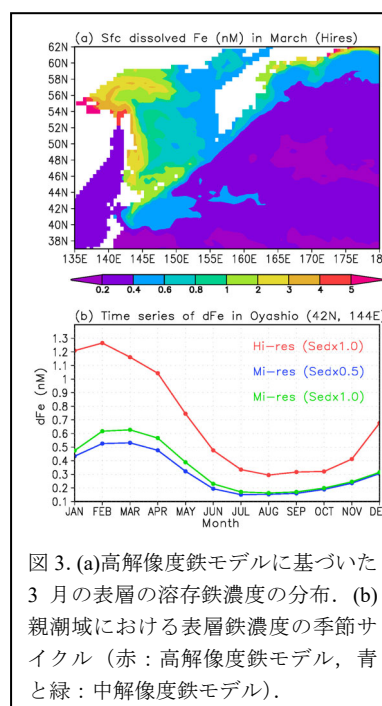 (a) Sfc dissolved Fe (nM) in March (Hires)
62N
60N
58N
56N
54N
52N
50N
48N
46N
44N
42N
40N
38N
135E 140E 145E 150E 155E 160E 165E 170E 175E 180
0.2 0.4 0.6 0.8 1 2 3 4 5
(b) Time series of dFe in Oyashio (42N, 144E)
Hi-res (Sedx1.0)
Mi-res (Sedx0.5)
Mi-res (Sedx1.0)
dFe (nM)
1.3
1.2
1.1
1
0.9
0.8
0.7
0.6
0.5
0.4
0.3
0.2
0.1
JAN FEB MAR APR MAY JUN JUL AUG SEP OCT NOV DE
Month
図 3. (a)高解像度鉄モデルに基づいた
3 月の表層の溶存鉄濃度の分布．(b)
親潮域における表層鉄濃度の季節サ
イクル（赤：高解像度鉄モデル，青
と緑：中解像度鉄モデル）．